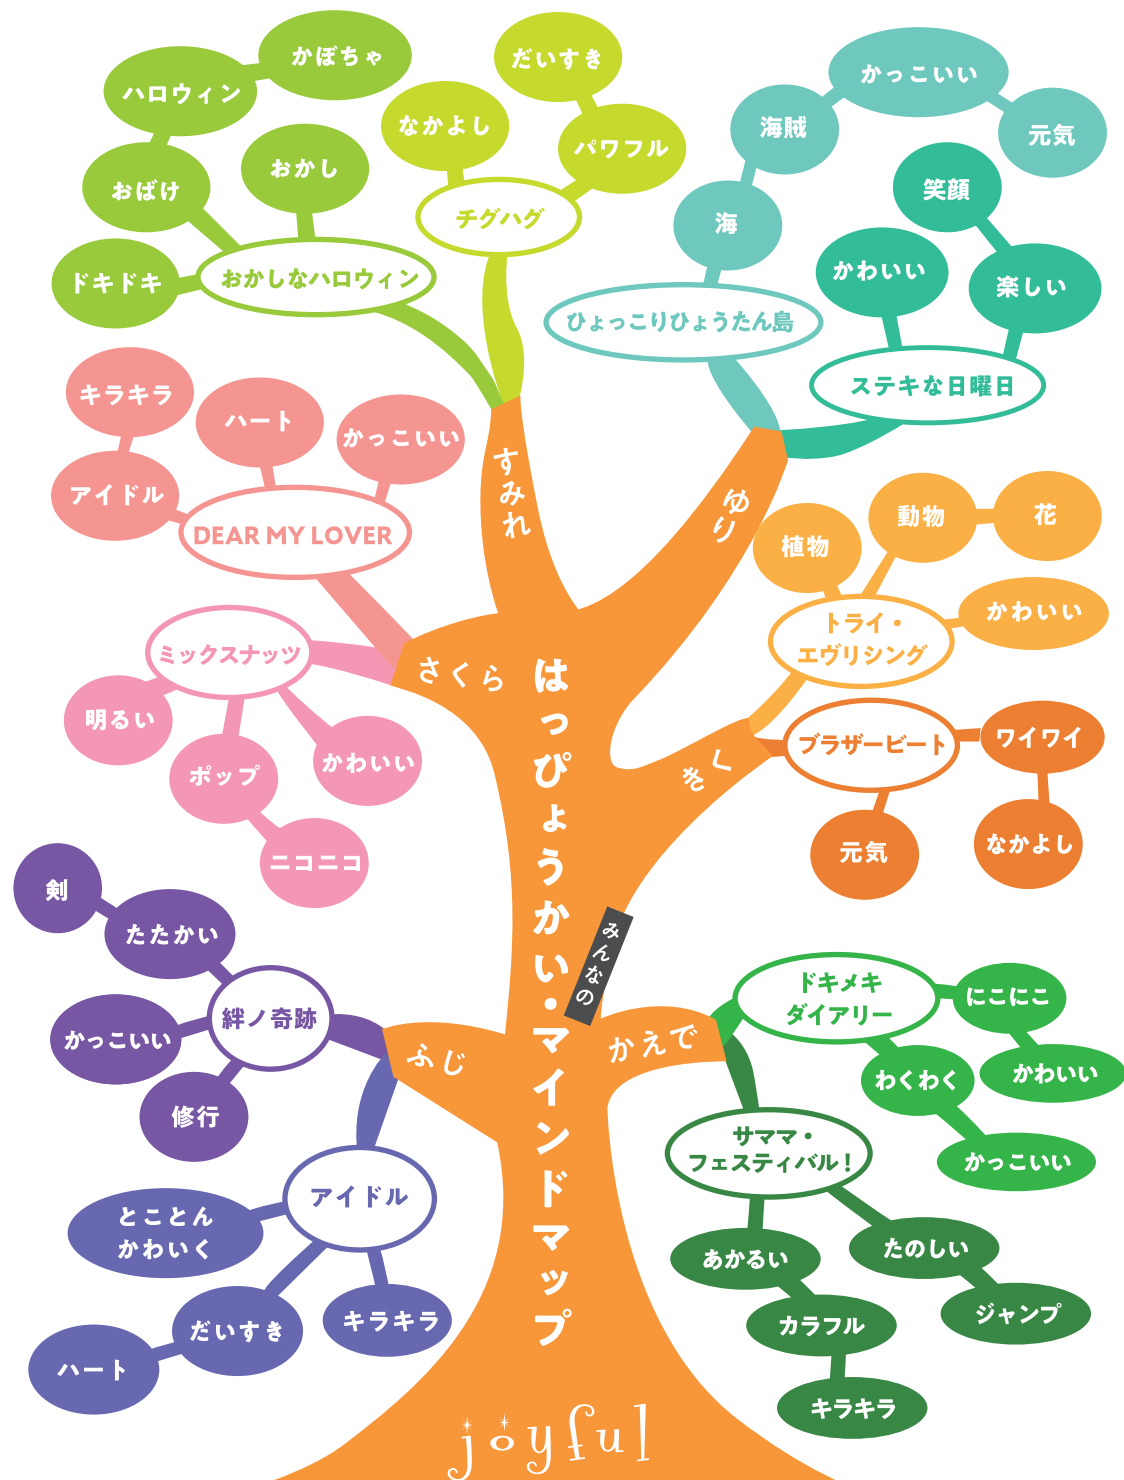 かぼちゃ
ハロウィン
おばけ
おかし
ドキドキ
おかしなハロウィン
だいすき
なかよし
パワフル
チグハグ
かっこいい
海賊
元気
海
ひょっこりひょうたん島
笑顔
かわいい
楽しい
ステキな日曜日
すみれ
ゆり
キラキラ
ハート
かっこいい
アイドル
DEAR MY LOVER
ミックスナッツ
明るい
ポップ
かわいい
ニコニコ
さくら
植物
動物
花
かわいい
トライ・
エヴリシング
ブラザービート
ワイワイ
元気
なかよし
きく
みんなの
はっぴょうかい・マインドマップ
剣
たたかい
かっこいい
絆ノ奇跡
修行
ふじ
アイドル
とことん
かわいく
だいすき
キラキラ
ハート
かえで
ドキメキ
ダイアリー
にこにこ
わくわく
かわいい
かっこいい
サママ・
フェスティバル！
あかるい
たのしい
カラフル
ジャンプ
キラキラ
joyful